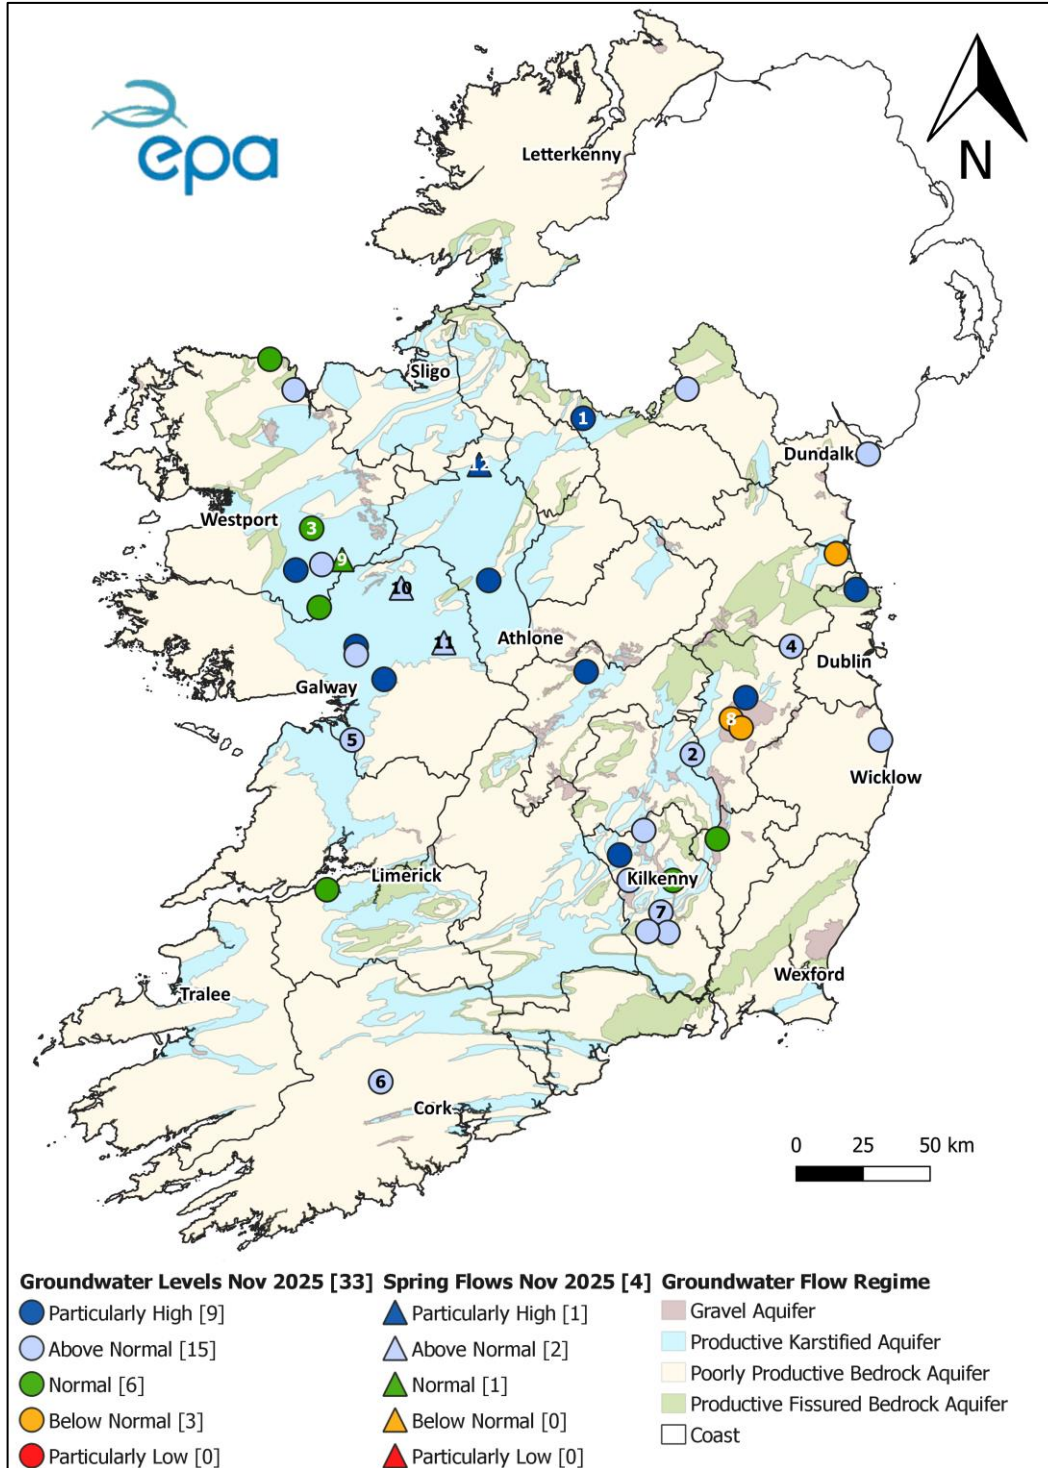 epa
N
Letterkenny
Sligo
1
Dundalk
12
Westport
3
9
10
11
Athlone
4
Dublin
Galway
8
5
2
Wicklow
Limerick
Kilkenny
7
Wexford
Tralee
6
Cork
0 25 50 km
Groundwater Levels Nov 2025 [33]
Particularly High [9]
Above Normal [15]
Normal [6]
Below Normal [3]
Particularly Low [0]
Spring Flows Nov 2025 [4]
Particularly High [1]
Above Normal [2]
Normal [1]
Below Normal [0]
Particularly Low [0]
Groundwater Flow Regime
Gravel Aquifer
Productive Karstified Aquifer
Poorly Productive Bedrock Aquifer
Productive Fissured Bedrock Aquifer
Coast